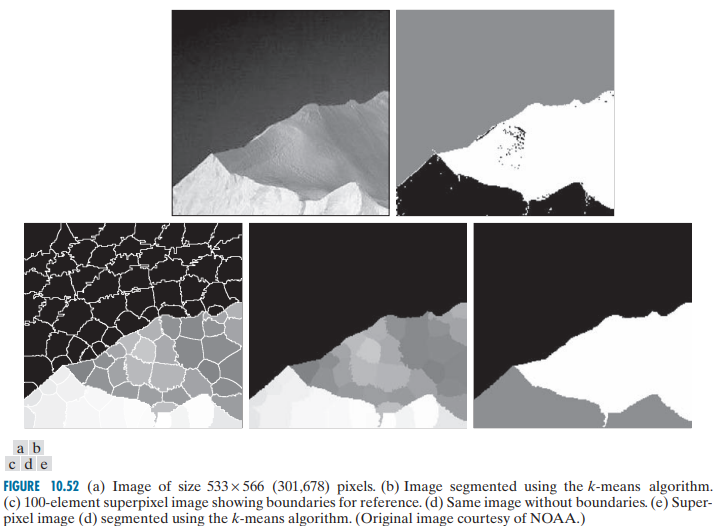 a b
c d e
FIGURE 10.52 (a) Image of size 533 × 566 (301,678) pixels. (b) Image segmented using the k-means algorithm.
(c) 100-element superpixel image showing boundaries for reference. (d) Same image without boundaries. (e) Super-
pixel image (d) segmented using the k-means algorithm. (Original image courtesy of NOAA.)